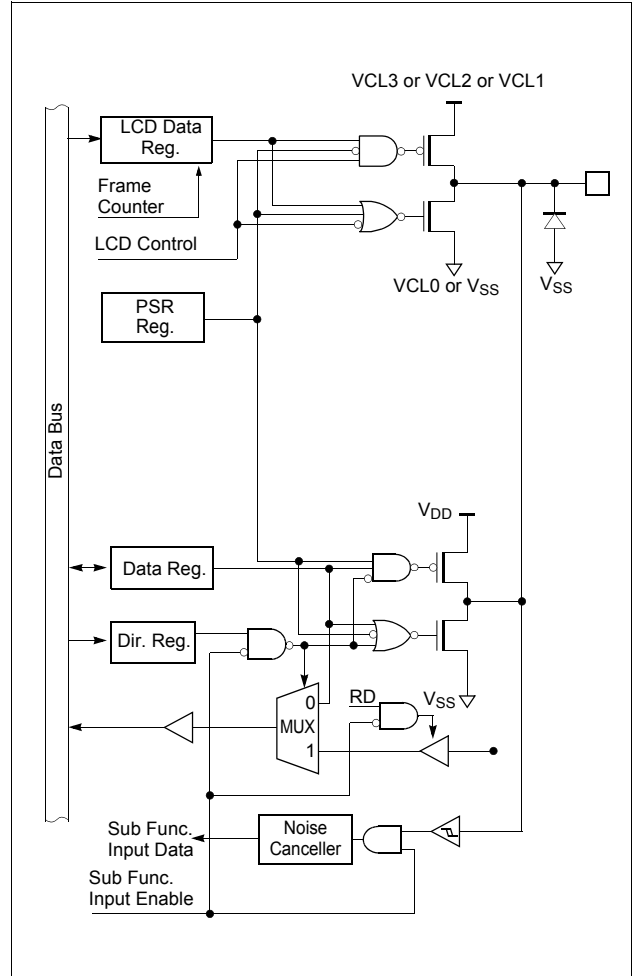 VCL3 or VCL2 or VCL1
LCD Data
Reg.
Frame
Counter
LCD Control
VCL0 or VSS
VSS
PSR
Reg.
Data Bus
VDD
Data Reg.
Dir. Reg.
VSS
RD
0
MUX
1
Sub Func.
Input Data
Noise
Canceller
Sub Func.
Input Enable